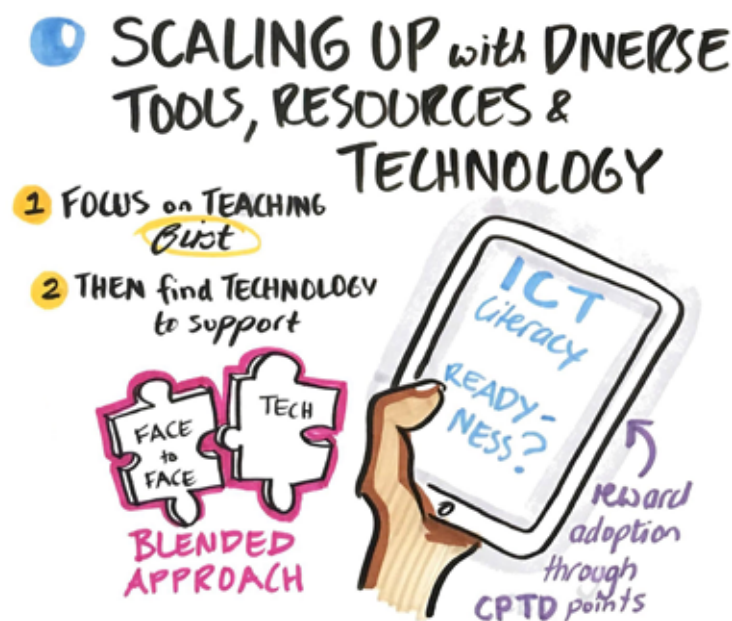 SCALING UP with DIVERSE
TOOLS, RESOURCES &
TECHNOLOGY
1 FOCUS on TEACHING
first
2 THEN find TECHNOLOGY
to support
FACE
to
FACE
TECH
BLENDED
APPROACH
ICT
Literacy
READY-
NESS?
reward
adoption
through
CPTD points